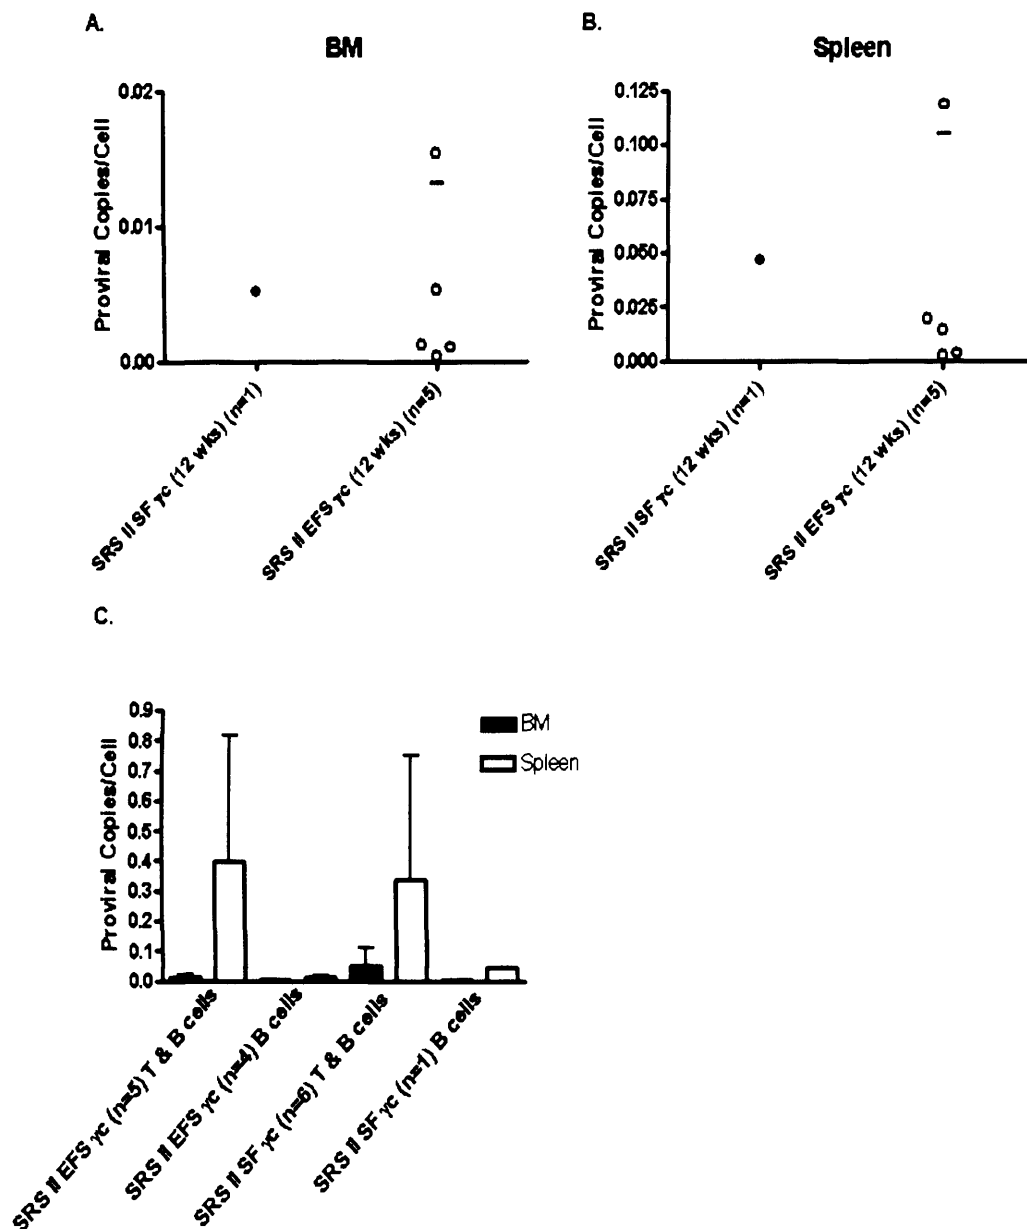 A.
BM
Proviral Copies/Cell
0.02
0.01
0.00
SRS II SF γc (12 wks) (n=1)
SRS II EFS γc (12 wks) (n=5)
B.
Spleen
Proviral Copies/Cell
0.125
0.100
0.075
0.050
0.025
0.000
SRS II SF γc (12 wks) (n=1)
SRS II EFS γc (12 wks) (n=5)
C.
Proviral Copies/Cell
0.9
0.8
0.7
0.6
0.5
0.4
0.3
0.2
0.1
0.0
BM
Spleen
SRS II EFS γc (n=5) T & B cells
SRS II EFS γc (n=4) B cells
SRS II SF γc (n=6) T & B cells
SRS II SF γc (n=1) B cells